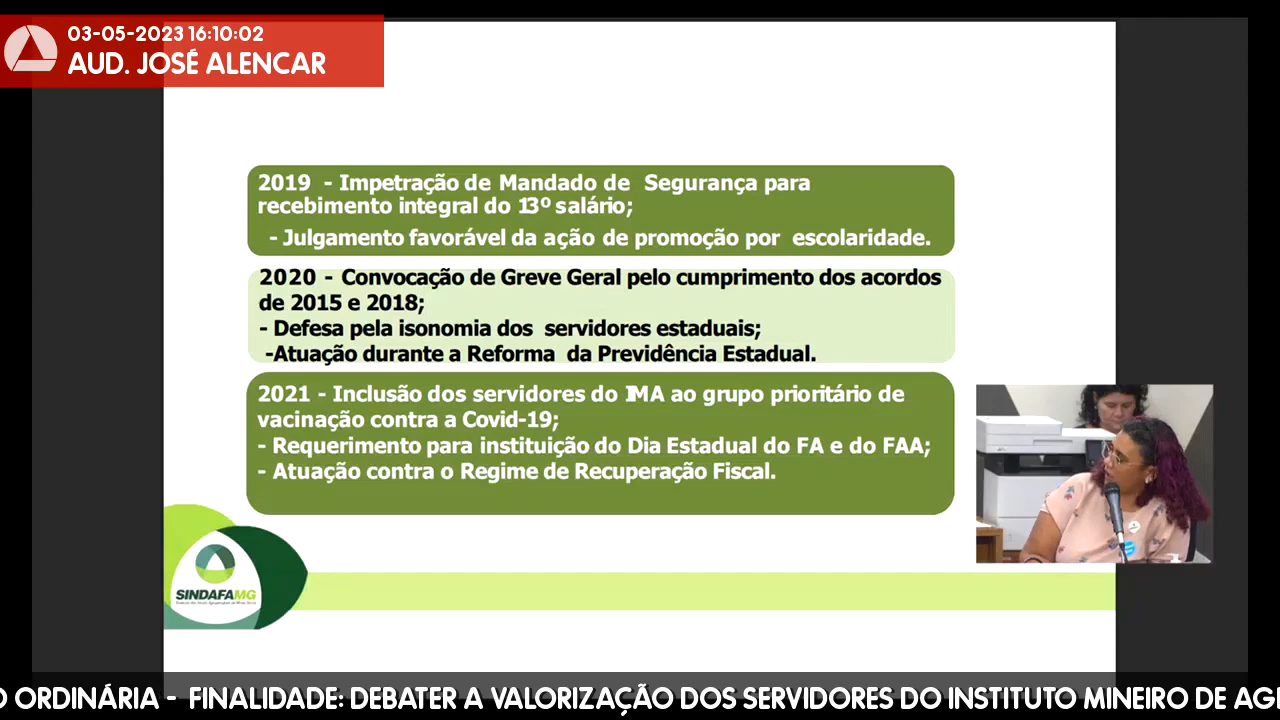 03-05-2023 16:10:02
AUD. JOSÉ ALENCAR
2019 - Impetração de Mandado de Segurança para
recebimento integral do 13º salário;
- Julgamento favorável da ação de promoção por escolaridade.
2020 - Convocação de Greve Geral pelo cumprimento dos acordos
de 2015 e 2018;
- Defesa pela isonomia dos servidores estaduais;
-Atuação durante a Reforma da Previdência Estadual.
2021 - Inclusão dos servidores do IMA ao grupo prioritário de
vacinação contra a Covid-19;
- Requerimento para instituição do Dia Estadual do FA e do FAA;
- Atuação contra o Regime de Recuperação Fiscal.
SINDAFAMG
O ORDINÁRIA - FINALIDADE: DEBATER A VALORIZAÇÃO DOS SERVIDORES DO INSTITUTO MINEIRO DE AG